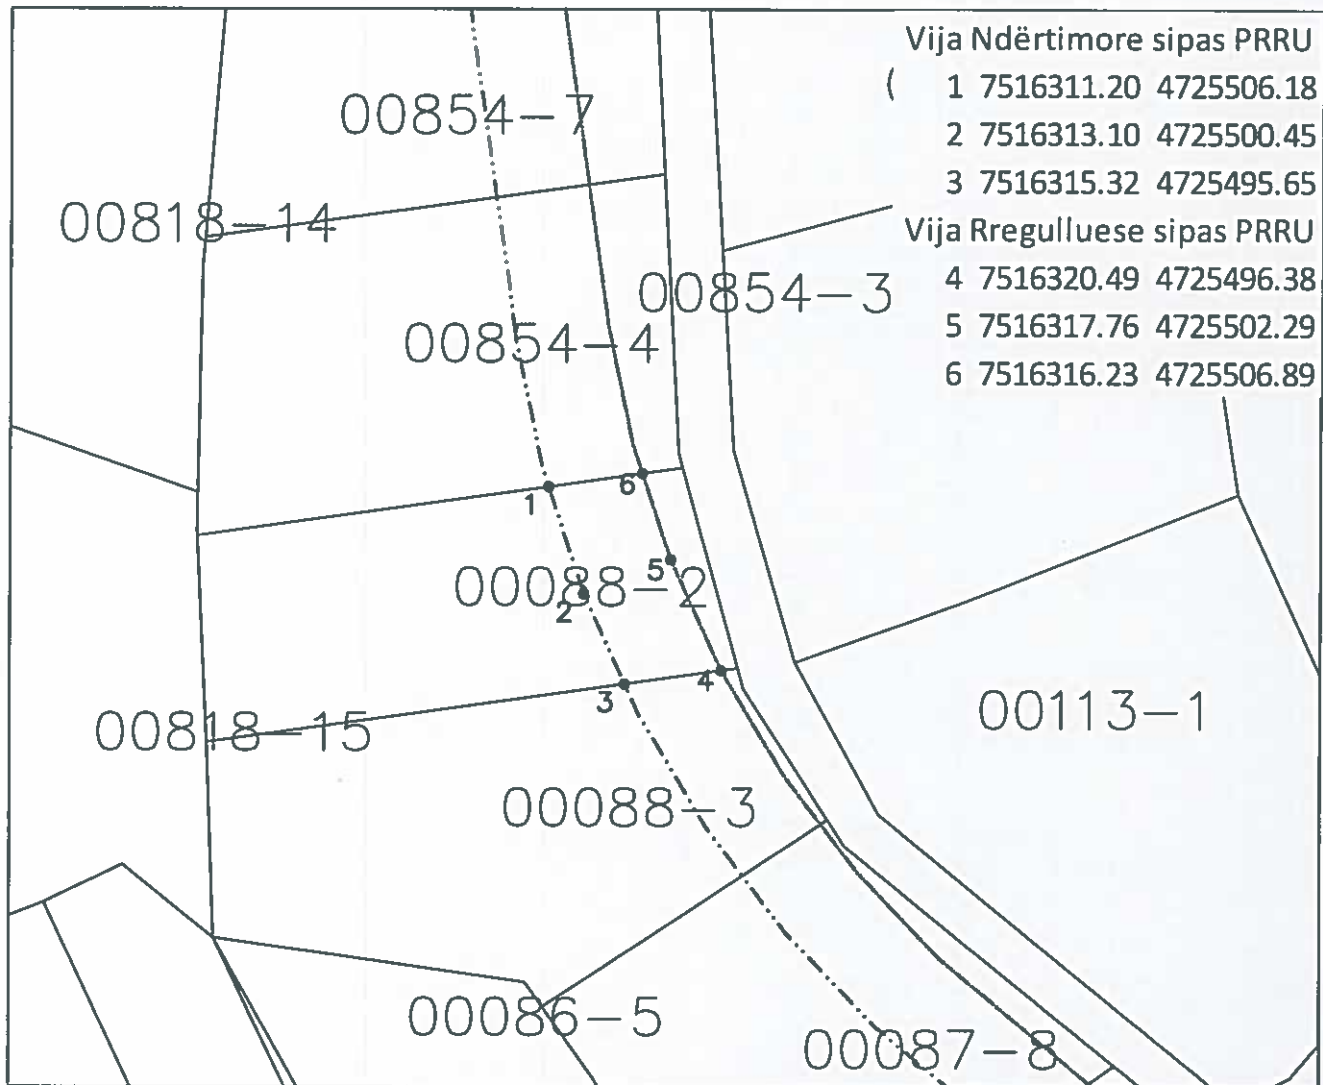 Vija Ndërtimore sipas PRRU
( 1 7516311.20 4725506.18
2 7516313.10 4725500.45
3 7516315.32 4725495.65
Vija Rregulluese sipas PRRU
4 7516320.49 4725496.38
5 7516317.76 4725502.29
6 7516316.23 4725506.89
00854-7
00818-14
00854-3
00854-4
6
1
5
00088-2
2
4
3
00113-1
00818-15
00088-3
00086-5
00087-8